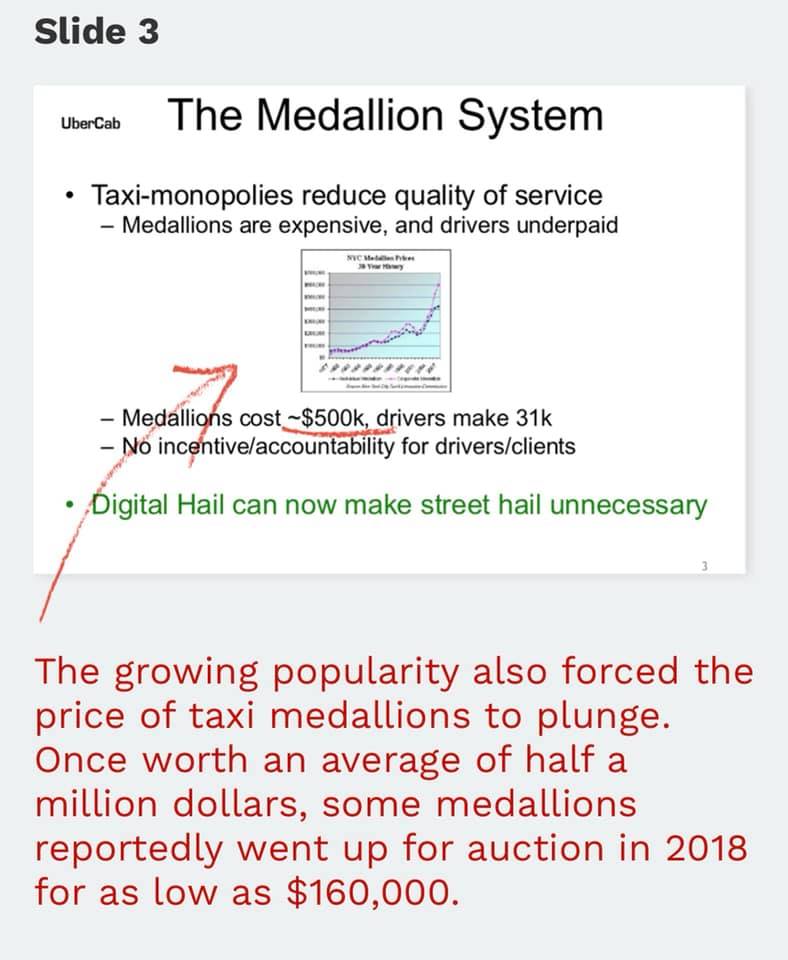 Slide 3
UberCab
The Medallion System
• Taxi-monopolies reduce quality of service
– Medallions are expensive, and drivers underpaid
NYC Medallion Prices
30 Year History
$0
– Medallions cost ~$500k, drivers make 31k
– No incentive/accountability for drivers/clients
• Digital Hail can now make street hail unnecessary
3
The growing popularity also forced the
price of taxi medallions to plunge.
Once worth an average of half a
million dollars, some medallions
reportedly went up for auction in 2018
for as low as $160,000.